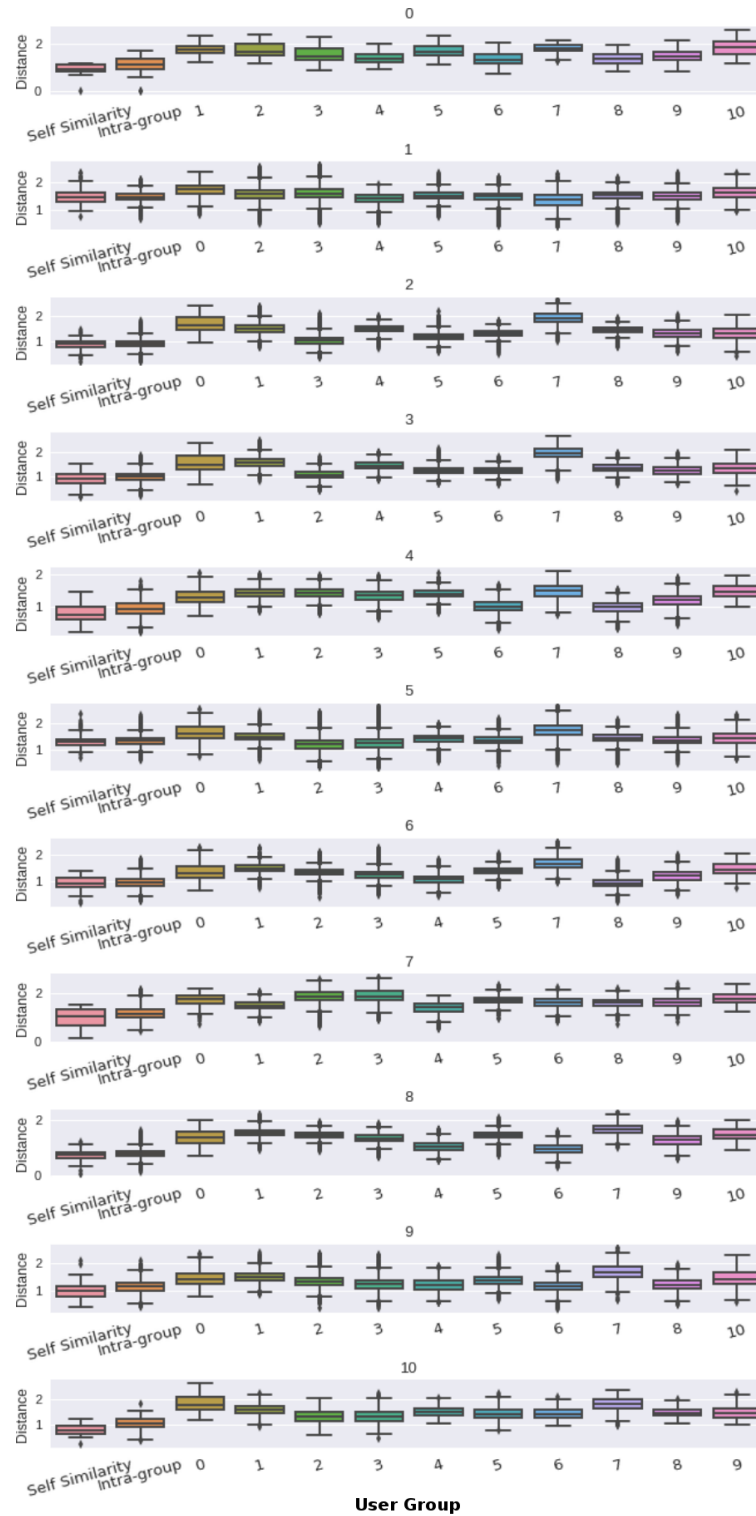 0
Distance
2
0
Self Similarity Intra-group 1 2 3 4 5 6 7 8 9 10
1
Distance
2
1
Self Similarity Intra-group 0 2 3 4 5 6 7 8 9 10
2
Distance
2
1
Self Similarity Intra-group 0 1 3 4 5 6 7 8 9 10
3
Distance
2
1
Self Similarity Intra-group 0 1 2 4 5 6 7 8 9 10
4
Distance
2
1
Self Similarity Intra-group 0 1 2 3 5 6 7 8 9 10
5
Distance
2
1
Self Similarity Intra-group 0 1 2 3 4 6 7 8 9 10
6
Distance
2
1
Self Similarity Intra-group 0 1 2 3 4 5 7 8 9 10
7
Distance
2
0
Self Similarity Intra-group 0 1 2 3 4 5 6 8 9 10
8
Distance
2
0
Self Similarity Intra-group 0 1 2 3 4 5 6 7 9 10
9
Distance
2
1
Self Similarity Intra-group 0 1 2 3 4 5 6 7 8 10
10
Distance
2
1
Self Similarity Intra-group 0 1 2 3 4 5 6 7 8 9
User Group